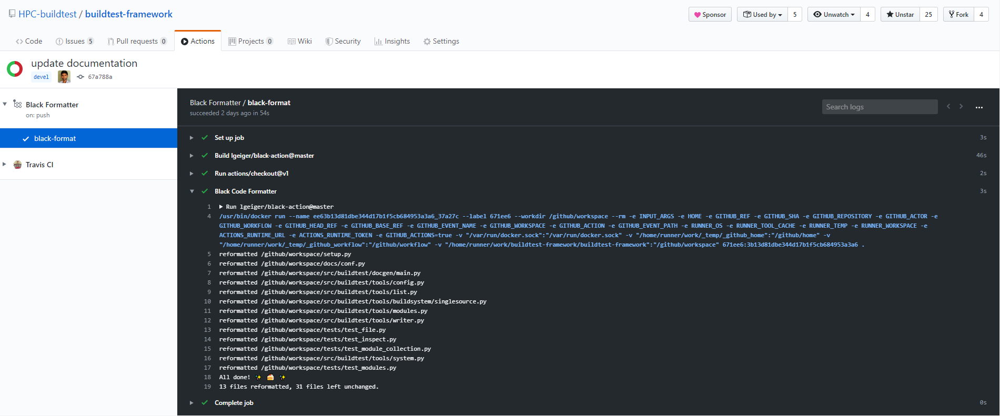 HPC-buildtest / buildtest-framework
Sponsor
Used by 5
Unwatch 4
Unstar 25
Fork 4
Code
Issues 5
Pull requests 0
Actions
Projects 0
Wiki
Security
Insights
Settings
update documentation
devel
67a788a
Black Formatter
on: push
black-format
Travis CI
Black Formatter / black-format
succeeded 2 days ago in 54s
Search logs
Set up job 3s
Build lgeiger/black-action@master 46s
Run actions/checkout@v1 2s
Black Code Formatter 3s
1 Run lgeiger/black-action@master
4 /usr/bin/docker run --name ee63b13d81dbe344d17b1f5cb684953a3a6_37a27c --label 671ee6 --workdir /github/workspace --rm -e INPUT_ARGS -e HOME -e GITHUB_REF -e GITHUB_SHA -e GITHUB_REPOSITORY -e GITHUB_ACTOR -e
GITHUB_WORKFLOW -e GITHUB_HEAD_REF -e GITHUB_BASE_REF -e GITHUB_EVENT_NAME -e GITHUB_WORKSPACE -e GITHUB_ACTION -e GITHUB_EVENT_PATH -e RUNNER_OS -e RUNNER_TOOL_CACHE -e RUNNER_TEMP -e RUNNER_WORKSPACE -e
ACTIONS_RUNTIME_URL -e ACTIONS_RUNTIME_TOKEN -e GITHUB_ACTIONS=true -v "/var/run/docker.sock":"/var/run/docker.sock" -v "/home/runner/work/_temp/_github_home":"/github/home" -v
"/home/runner/work/_temp/_github_workflow":"/github/workflow" -v "/home/runner/work/buildtest-framework/buildtest-framework":"/github/workspace" 671ee6:3b13d81dbe344d17b1f5cb684953a3a6 .
5 reformatted /github/workspace/setup.py
6 reformatted /github/workspace/docs/conf.py
7 reformatted /github/workspace/src/buildtest/docgen/main.py
8 reformatted /github/workspace/src/buildtest/tools/config.py
9 reformatted /github/workspace/src/buildtest/tools/list.py
10 reformatted /github/workspace/src/buildtest/tools/buildsystem/singlesource.py
11 reformatted /github/workspace/src/buildtest/tools/modules.py
12 reformatted /github/workspace/src/buildtest/tools/writer.py
13 reformatted /github/workspace/tests/test_file.py
14 reformatted /github/workspace/tests/test_inspect.py
15 reformatted /github/workspace/tests/test_module_collection.py
16 reformatted /github/workspace/src/buildtest/tools/system.py
17 reformatted /github/workspace/tests/test_modules.py
18 All done! ✨ 🍰 ✨
19 13 files reformatted, 31 files left unchanged.
Complete job 0s